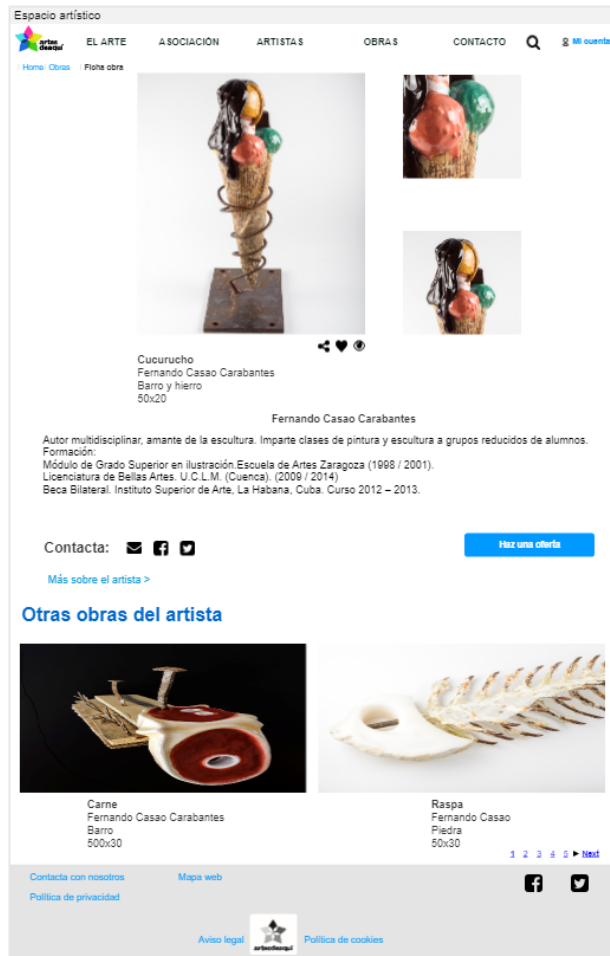 Espacio artístico
artes
deaquí
EL ARTE
ASOCIACIÓN
ARTISTAS
OBRAS
CONTACTO
Mi cuenta
Home Obras Ficha obra
Cucurucho
Fernando Casao Carabantes
Barro y hierro
50x20
Fernando Casao Carabantes
Autor multidisciplinar, amante de la escultura. Imparte clases de pintura y escultura a grupos reducidos de alumnos.
Formación:
Módulo de Grado Superior en ilustración.Escuela de Artes Zaragoza (1998 / 2001).
Licenciatura de Bellas Artes. U.C.L.M. (Cuenca). (2009 / 2014)
Beca Bilateral. Instituto Superior de Arte, La Habana, Cuba. Curso 2012 – 2013.
Contacta:
Haz una oferta
Más sobre el artista >
Otras obras del artista
Carne
Fernando Casao Carabantes
Barro
500x30
Raspa
Fernando Casao
Piedra
50x30
1 2 3 4 5 ► Next
Contacta con nosotros
Mapa web
Política de privacidad
Aviso legal
artesdeaquí
Política de cookies